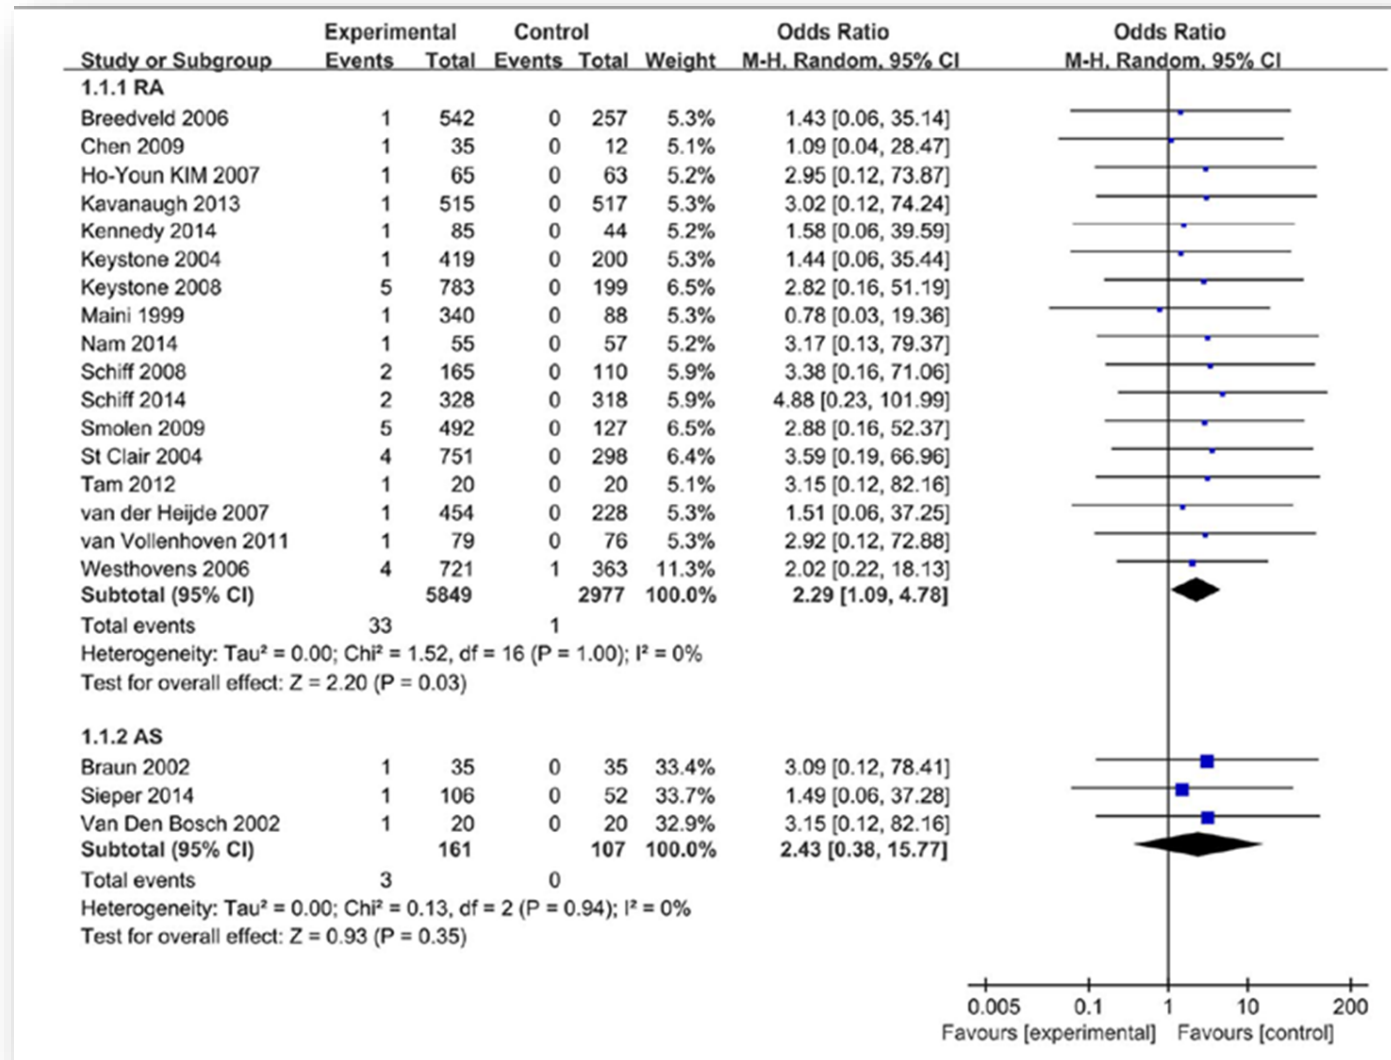 Experimental Control Odds Ratio Odds Ratio
Study or Subgroup Events Total Events Total Weight M-H, Random, 95% CI M-H, Random, 95% CI
1.1.1 RA
Breedveld 2006 1 542 0 257 5.3% 1.43 [0.06, 35.14]
Chen 2009 1 35 0 12 5.1% 1.09 [0.04, 28.47]
Ho-Youn KIM 2007 1 65 0 63 5.2% 2.95 [0.12, 73.87]
Kavanaugh 2013 1 515 0 517 5.3% 3.02 [0.12, 74.24]
Kennedy 2014 1 85 0 44 5.2% 1.58 [0.06, 39.59]
Keystone 2004 1 419 0 200 5.3% 1.44 [0.06, 35.44]
Keystone 2008 5 783 0 199 6.5% 2.82 [0.16, 51.19]
Maini 1999 1 340 0 88 5.3% 0.78 [0.03, 19.36]
Nam 2014 1 55 0 57 5.2% 3.17 [0.13, 79.37]
Schiff 2008 2 165 0 110 5.9% 3.38 [0.16, 71.06]
Schiff 2014 2 328 0 318 5.9% 4.88 [0.23, 101.99]
Smolen 2009 5 492 0 127 6.5% 2.88 [0.16, 52.37]
St Clair 2004 4 751 0 298 6.4% 3.59 [0.19, 66.96]
Tam 2012 1 20 0 20 5.1% 3.15 [0.12, 82.16]
van der Heijde 2007 1 454 0 228 5.3% 1.51 [0.06, 37.25]
van Vollenhoven 2011 1 79 0 76 5.3% 2.92 [0.12, 72.88]
Westhovens 2006 4 721 1 363 11.3% 2.02 [0.22, 18.13]
Subtotal (95% CI) 5849 2977 100.0% 2.29 [1.09, 4.78]
Total events 33 1
Heterogeneity: Tau² = 0.00; Chi² = 1.52, df = 16 (P = 1.00); I² = 0%
Test for overall effect: Z = 2.20 (P = 0.03)
1.1.2 AS
Braun 2002 1 35 0 35 33.4% 3.09 [0.12, 78.41]
Sieper 2014 1 106 0 52 33.7% 1.49 [0.06, 37.28]
Van Den Bosch 2002 1 20 0 20 32.9% 3.15 [0.12, 82.16]
Subtotal (95% CI) 161 107 100.0% 2.43 [0.38, 15.77]
Total events 3 0
Heterogeneity: Tau² = 0.00; Chi² = 0.13, df = 2 (P = 0.94); I² = 0%
Test for overall effect: Z = 0.93 (P = 0.35)
0.005 0.1 1 10 200
Favours [experimental] Favours [control]